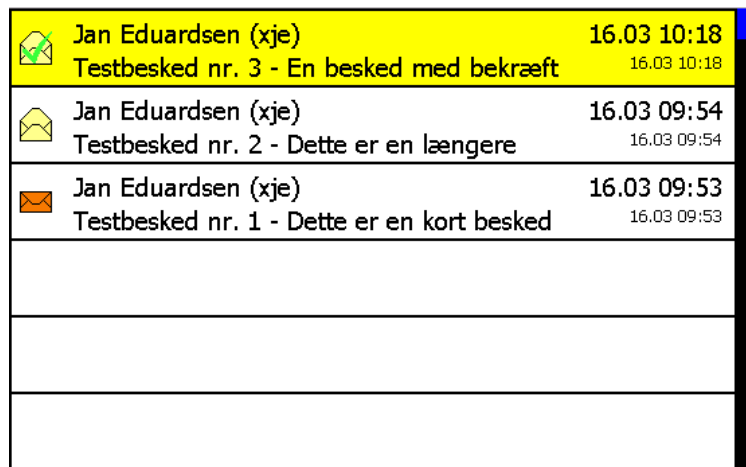 Jan Eduardsen (xje) 16.03 10:18
Testbesked nr. 3 - En besked med bekræft 16.03 10:18
Jan Eduardsen (xje) 16.03 09:54
Testbesked nr. 2 - Dette er en længere 16.03 09:54
Jan Eduardsen (xje) 16.03 09:53
Testbesked nr. 1 - Dette er en kort besked 16.03 09:53